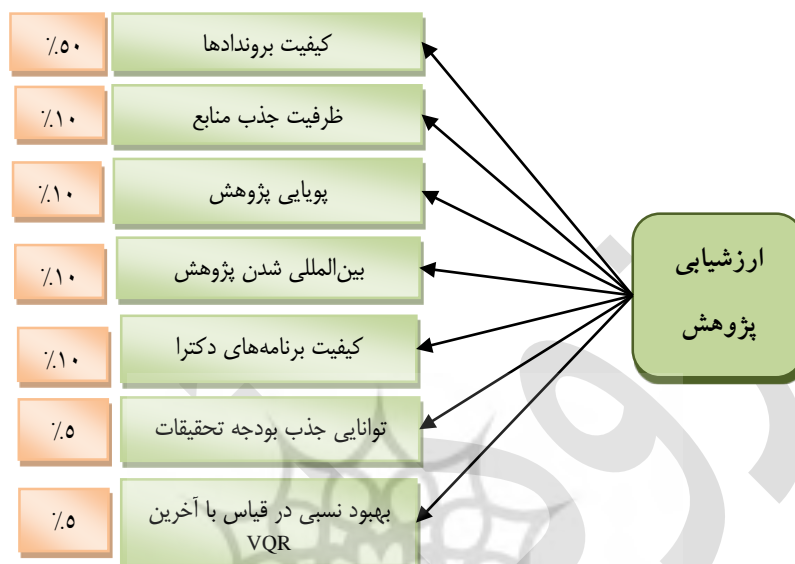 ارزشیابی
پژوهش
کیفیت بروندادها
٪۵۰
ظرفیت جذب منابع
٪۱۰
پویایی پژوهش
٪۱۰
بین‌المللی شدن پژوهش
٪۱۰
کیفیت برنامه‌های دکترا
٪۱۰
توانایی جذب بودجه تحقیقات
٪۵
بهبود نسبی در قیاس با آخرین
VQR
٪۵